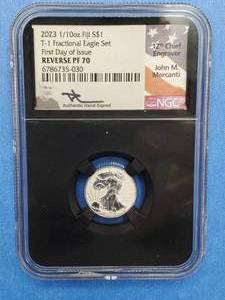 2023 1/10oz FIJI S$1
T-1 Fractional Eagle Set
First Day of Issue
REVERSE PF 70
6786735-030
Authentic Hand Signed
12th Chief
Engraver
John M.
Mercanti
NGC